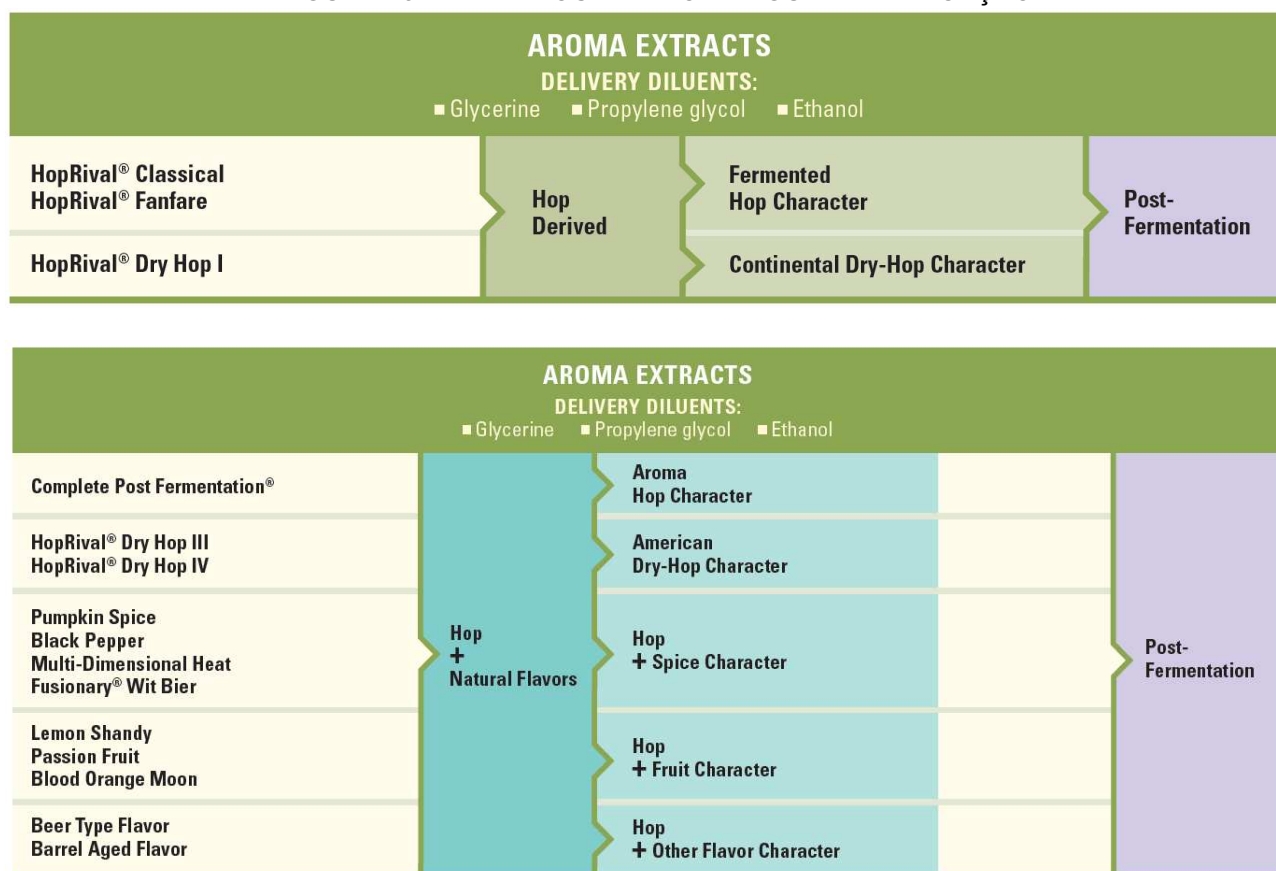 AROMA EXTRACTS
DELIVERY DILUENTS:
■ Glycerine ■ Propylene glycol ■ Ethanol
HopRival® Classical
HopRival® Fanfare
Hop
Derived
Fermented
Hop Character
Post-
Fermentation
HopRival® Dry Hop I
Continental Dry-Hop Character
AROMA EXTRACTS
DELIVERY DILUENTS:
■ Glycerine ■ Propylene glycol ■ Ethanol
Complete Post Fermentation®
Aroma
Hop Character
HopRival® Dry Hop III
HopRival® Dry Hop IV
American
Dry-Hop Character
Pumpkin Spice
Black Pepper
Multi-Dimensional Heat
Fusionary® Wit Bier
Hop
+
Natural Flavors
Hop
+ Spice Character
Post-
Fermentation
Lemon Shandy
Passion Fruit
Blood Orange Moon
Hop
+ Fruit Character
Beer Type Flavor
Barrel Aged Flavor
Hop
+ Other Flavor Character